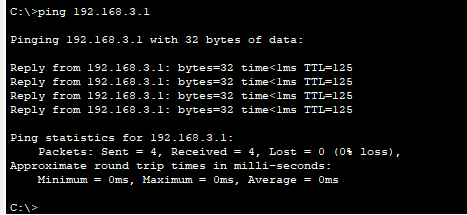 C:\>ping 192.168.3.1
Pinging 192.168.3.1 with 32 bytes of data:
Reply from 192.168.3.1: bytes=32 time<1ms TTL=125
Reply from 192.168.3.1: bytes=32 time<1ms TTL=125
Reply from 192.168.3.1: bytes=32 time<1ms TTL=125
Reply from 192.168.3.1: bytes=32 time<1ms TTL=125
Ping statistics for 192.168.3.1:
    Packets: Sent = 4, Received = 4, Lost = 0 (0% loss),
Approximate round trip times in milli-seconds:
    Minimum = 0ms, Maximum = 0ms, Average = 0ms
C:\>